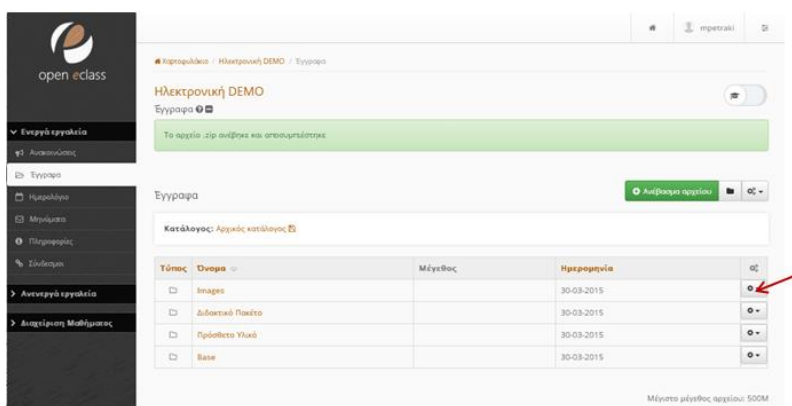 mpetraki
open eclass
Χαρτοφυλάκιο / Ηλεκτρονική DEMO / Έγγραφα
Ηλεκτρονική DEMO
Έγγραφα
Ενεργά εργαλεία
Το αρχείο .zip ανέβηκε και αποσυμπιέστηκε
Ανακοινώσεις
Έγγραφα
Ημερολόγιο
Έγγραφα
Ανέβασμα αρχείου
Μηνύματα
Πληροφορίες
Κατάλογος: Αρχικός κατάλογος
Σύνδεσμοι
Τύπος Όνομα Μέγεθος Ημερομηνία
Ανενεργά εργαλεία
Images 30-03-2015
Διδακτικό Πακέτο 30-03-2015
Διαχείριση Μαθήματος
Πρόσθετο Υλικό 30-03-2015
Base 30-03-2015
Μέγιστο μέγεθος αρχείου: 500M